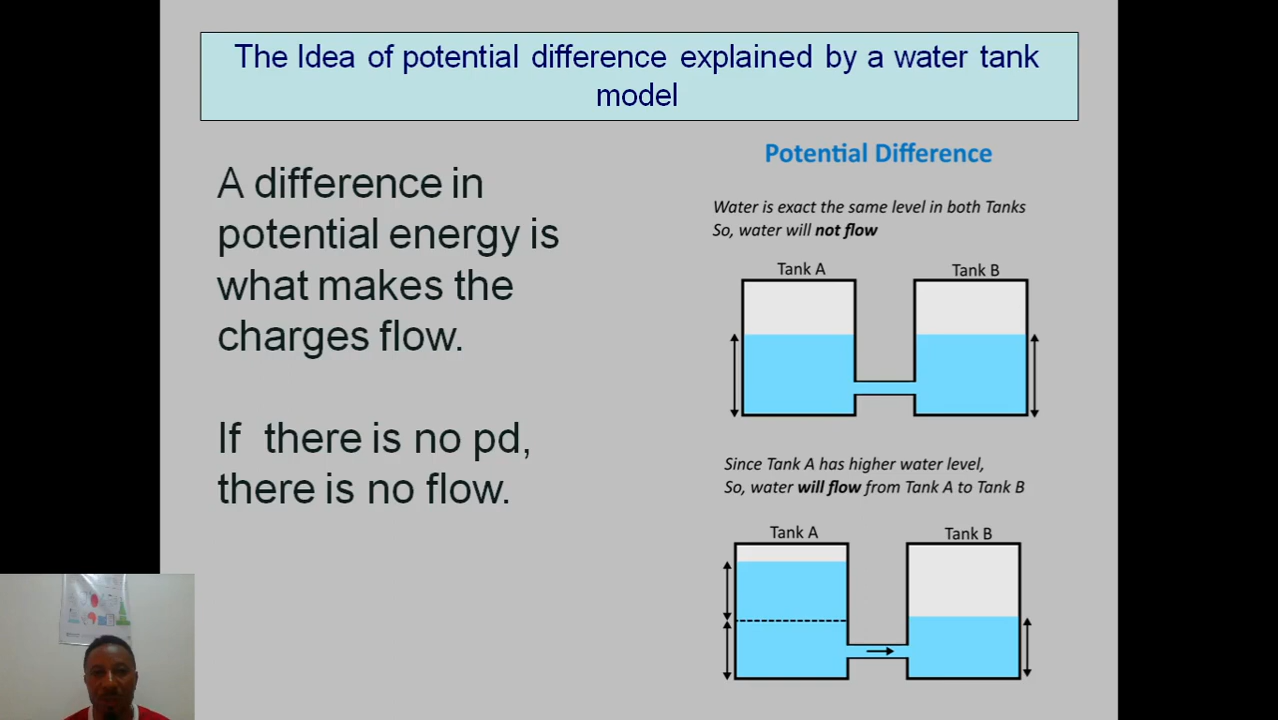 The Idea of potential difference explained by a water tank
model
A difference in
potential energy is
what makes the
charges flow.
If there is no pd,
there is no flow.
Potential Difference
Water is exact the same level in both Tanks
So, water will not flow
Tank A
Tank B
Since Tank A has higher water level,
So, water will flow from Tank A to Tank B
Tank A
Tank B